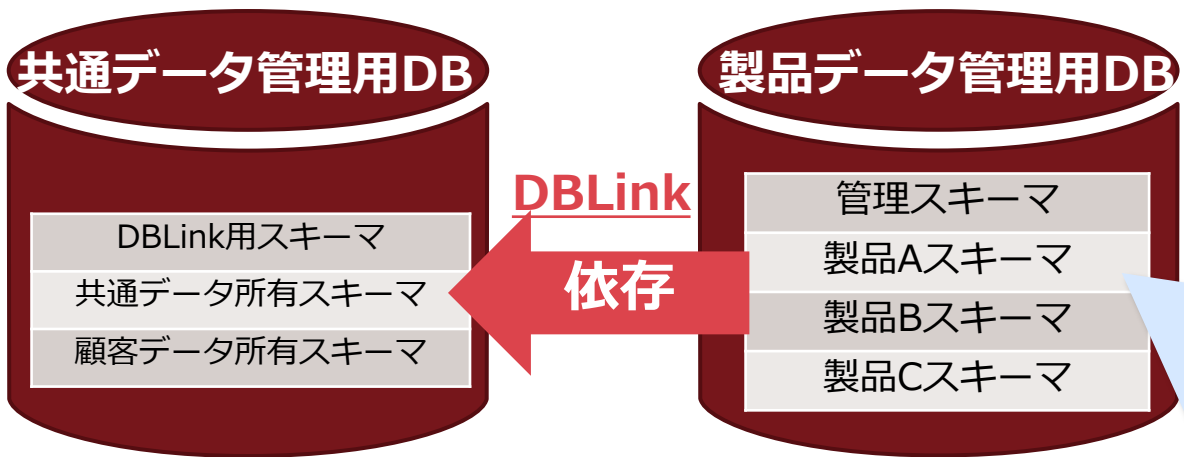 共通データ管理用DB
DBLink用スキーマ
共通データ所有スキーマ
顧客データ所有スキーマ
DBLink
依存
製品データ管理用DB
管理スキーマ
製品Aスキーマ
製品Bスキーマ
製品Cスキーマ